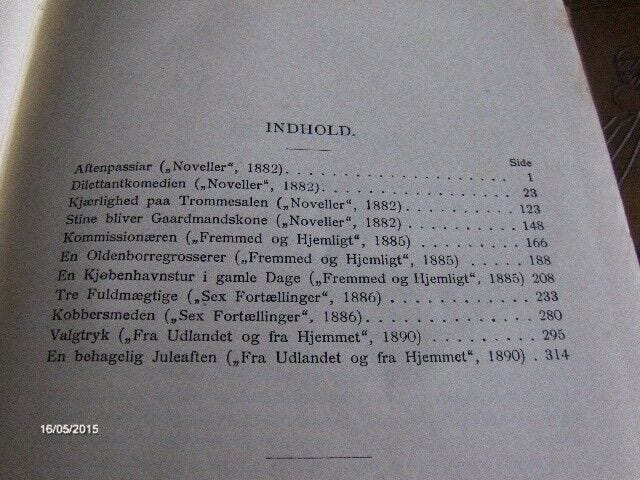 INDHOLD.
Side
Aftenpassiar („Noveller“, 1882) . . . . . . . . . . . . . . . . . 1
Dilettantkomedien („Noveller“, 1882) . . . . . . . . . . . . . . 23
Kjærlighed paa Trommesalen („Noveller“, 1882) . . . . . . . . 123
Stine bliver Gaardmandskone („Noveller“, 1882) . . . . . . . 148
Kommissionæren („Fremmed og Hjemligt“, 1885) . . . . . . . 166
En Oldenborregrosserer („Fremmed og Hjemligt“, 1885) . . . . 188
En Kjøbenhavnstur i gamle Dage („Fremmed og Hjemligt“, 1885) 208
Tre Fuldmægtige („Sex Fortællinger“, 1886) . . . . . . . . . . 233
Kobbersmeden („Sex Fortællinger“, 1886) . . . . . . . . . . . . 280
Valgtryk („Fra Udlandet og fra Hjemmet“, 1890) . . . . . . . . 295
En behagelig Juleaften („Fra Udlandet og fra Hjemmet“, 1890) . 314
16/05/2015